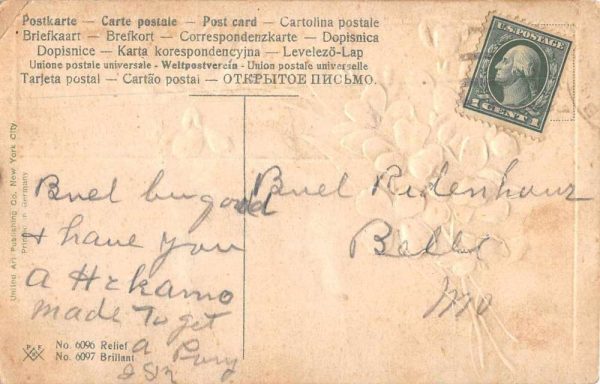 Postkarte — Carte postale — Post card — Cartolina postale
Briefkaart — Brefkort — Correspondenzkarte — Dopisnica
Dopisnice — Karta korespondencyjna — Levelező-Lap
Unione postale universale - Weltpostverein - Union postale universelle
Tarjeta postal — Cartão postal — ОТКРЫТОЕ ПИСЬМО.
U.S. POSTAGE
1 CENT 1
United Art Publishing Co. New York City
Printed in Germany
Buel be good
+ have you
a
made to get
a Pony
Buel Ridenhour
Belle
Mo
P F B
No. 6096 Relief
No. 6097 Brillant